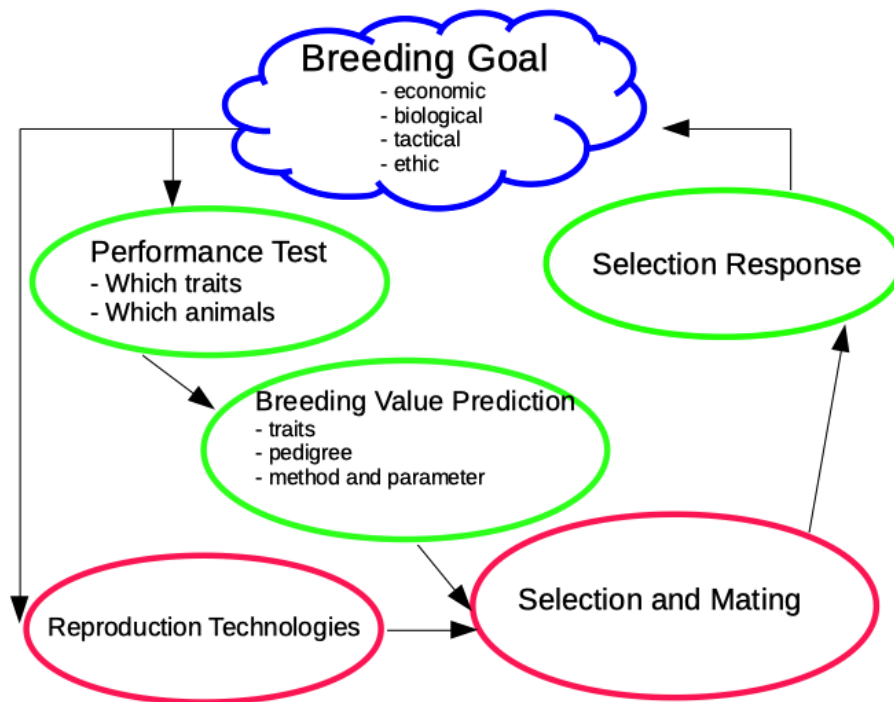 Breeding Goal
- economic
- biological
- tactical
- ethic
Performance Test
- Which traits
- Which animals
Selection Response
Breeding Value Prediction
- traits
- pedigree
- method and parameter
Selection and Mating
Reproduction Technologies